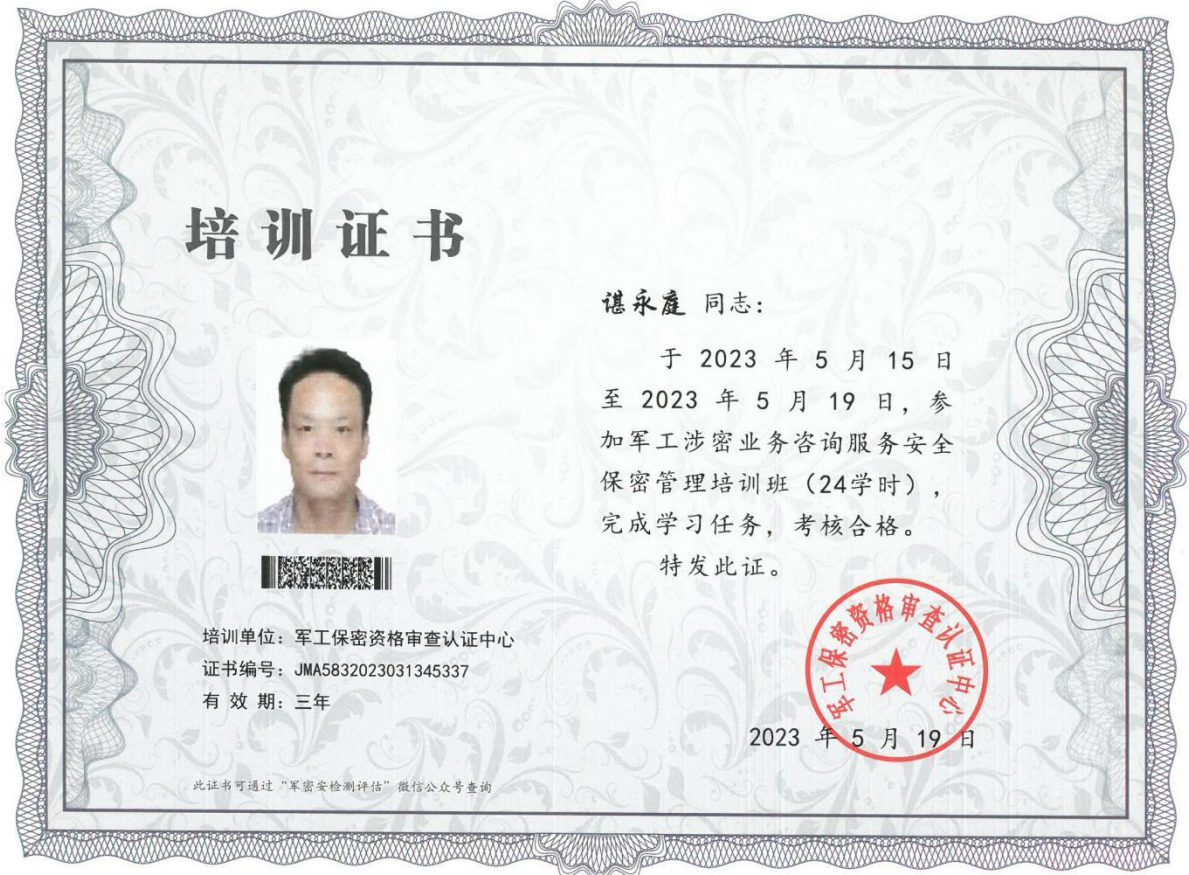 培训证书
谌永庭 同志：
于 2023 年 5 月 15 日
至 2023 年 5 月 19 日，参
加军工涉密业务咨询服务安全
保密管理培训班（24学时），
完成学习任务，考核合格。
特发此证。
培训单位：军工保密资格审查认证中心
证书编号：JMA5832023031345337
有 效 期：三年
军工保密资格审查认证中心
2023 年 5 月 19 日
此证书可通过“军密安检测评估”微信公众号查询